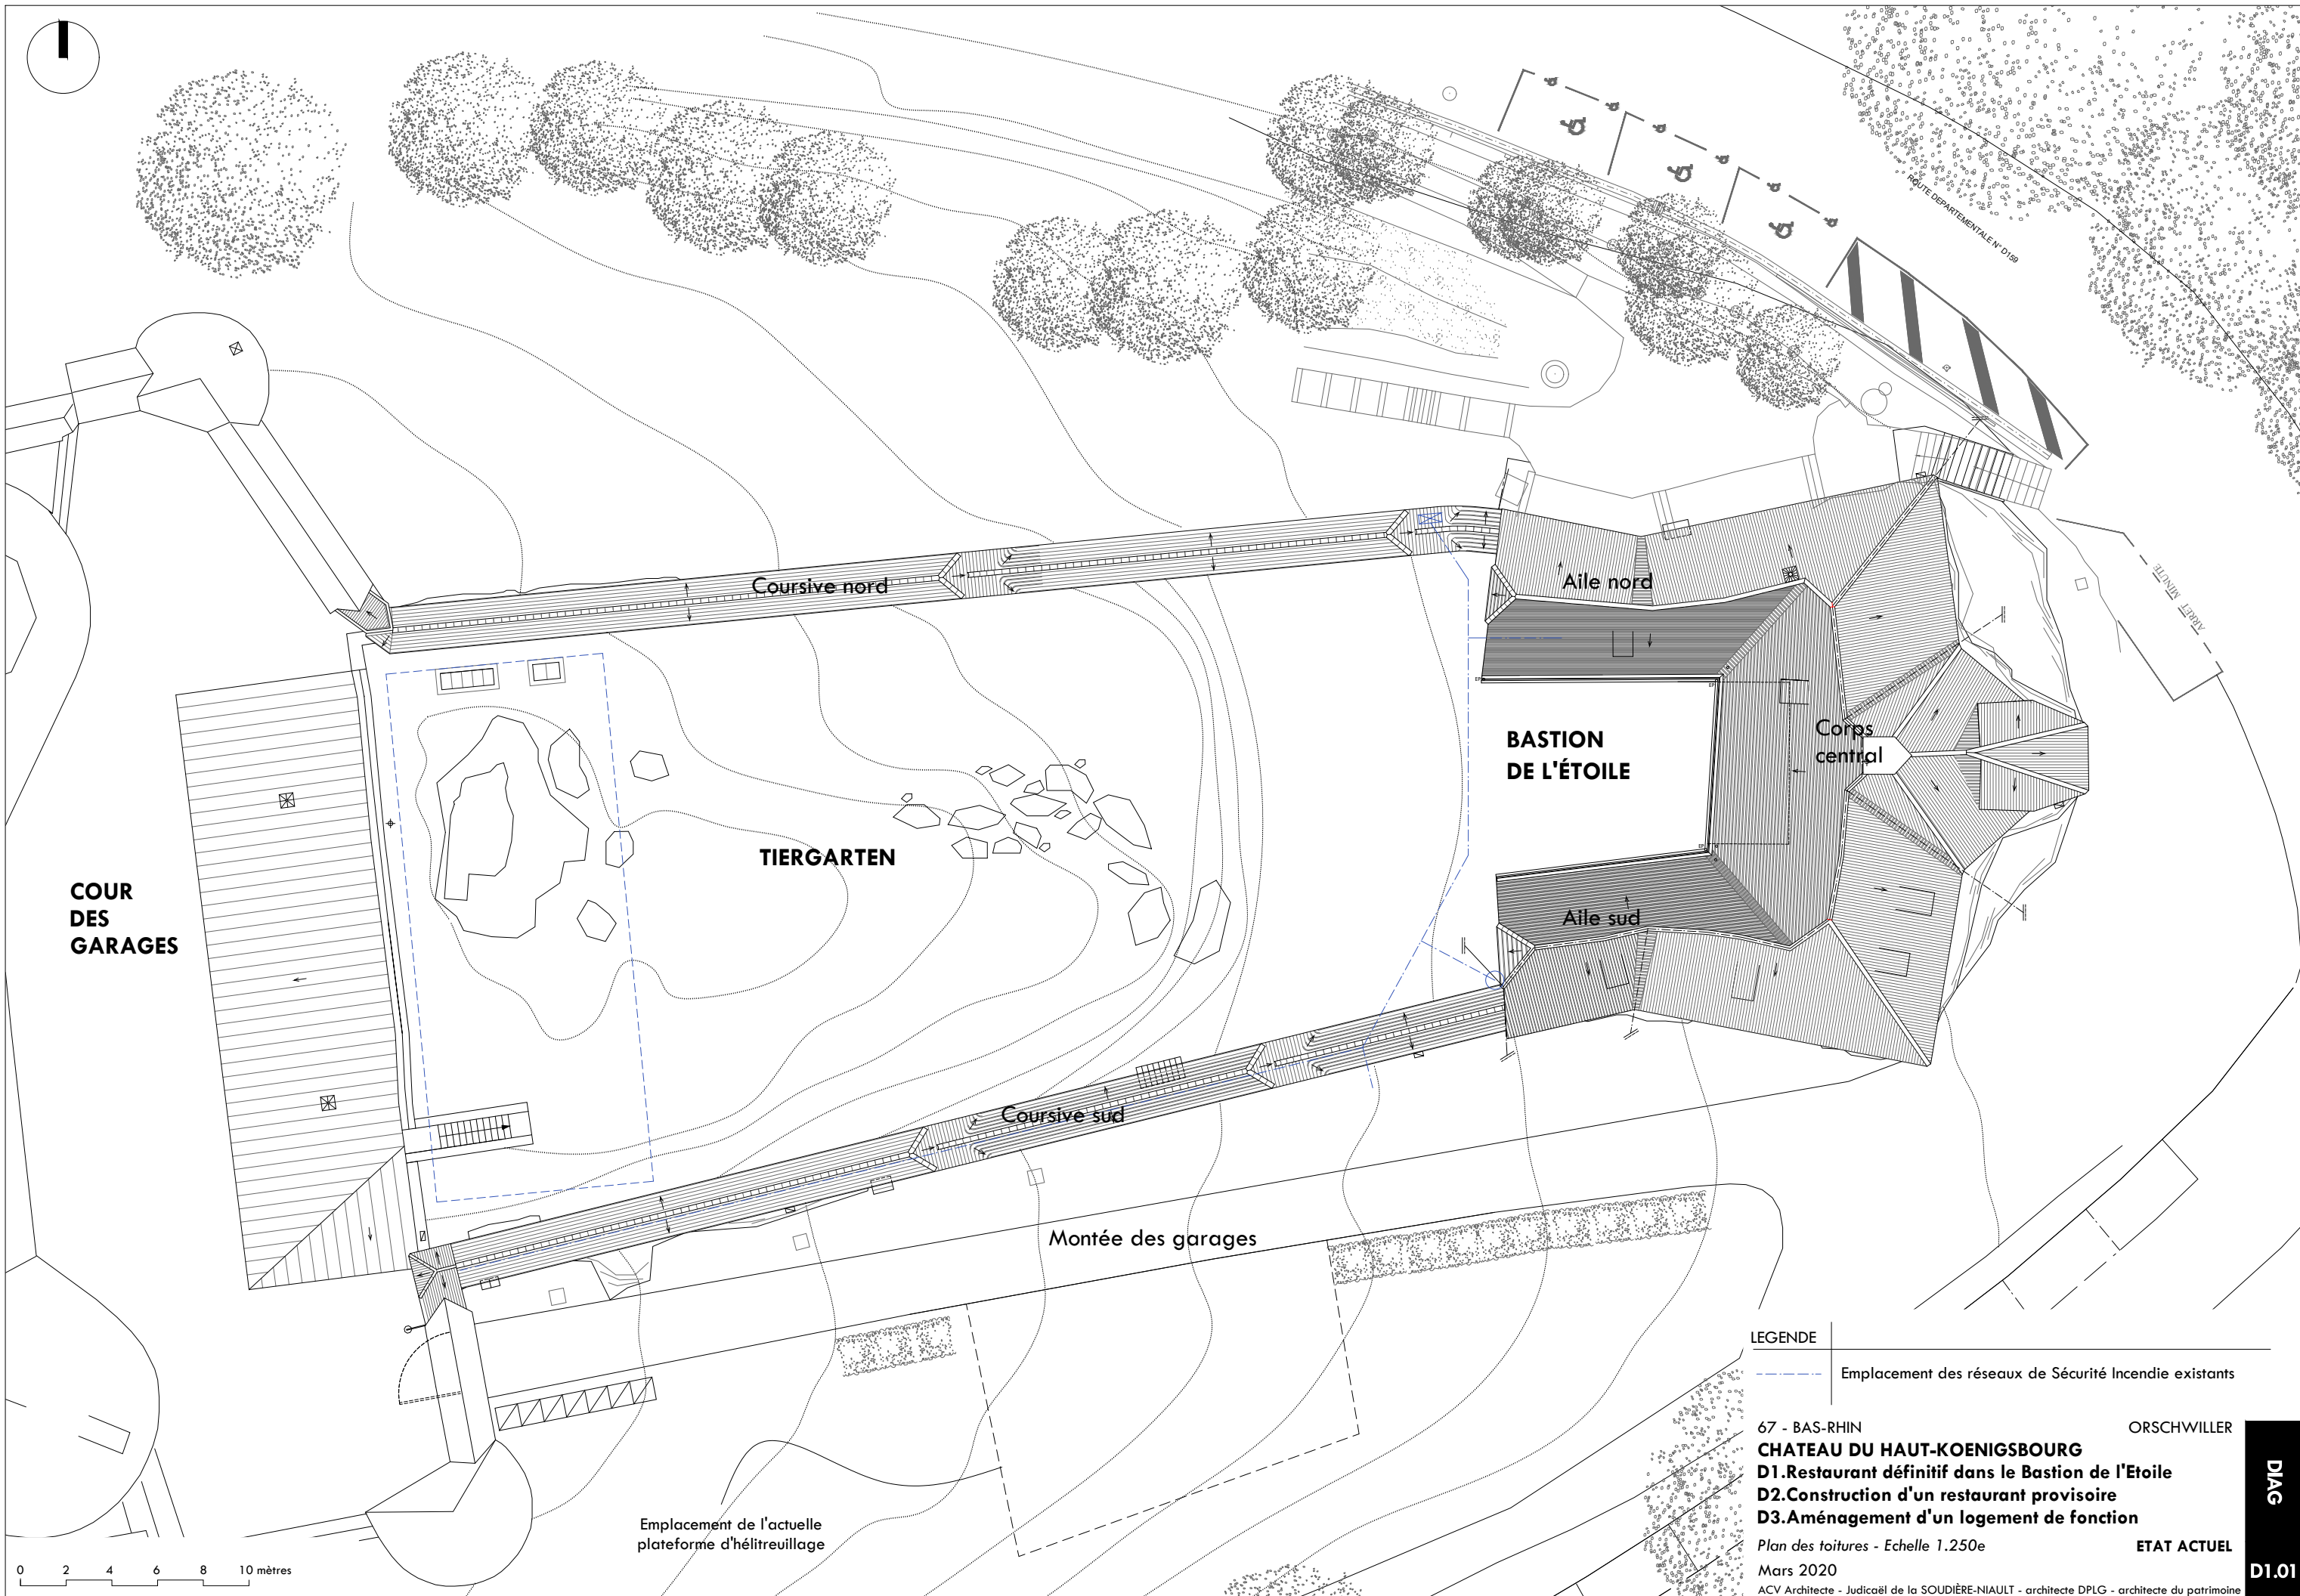 ROUTE DEPARTEMENTALE N° D159
ARRET MINUTE
Coursive nord
Aile nord
BASTION
DE L'ÉTOILE
Corps
central
TIERGARTEN
COUR
DES
GARAGES
Aile sud
Coursive sud
Montée des garages
EP
EP
EP
Emplacement de l'actuelle
plateforme d'hélitreuillage
0 2 4 6 8 10 mètres
LEGENDE
Emplacement des réseaux de Sécurité Incendie existants
67 - BAS-RHIN ORSCHWILLER
CHATEAU DU HAUT-KOENIGSBOURG
D1.Restaurant définitif dans le Bastion de l'Etoile
D2.Construction d'un restaurant provisoire
D3.Aménagement d'un logement de fonction
Plan des toitures - Echelle 1.250e ETAT ACTUEL
Mars 2020
ACV Architecte - Judicaël de la SOUDIÈRE-NIAULT - architecte DPLG - architecte du patrimoine
DIAG
D1.01